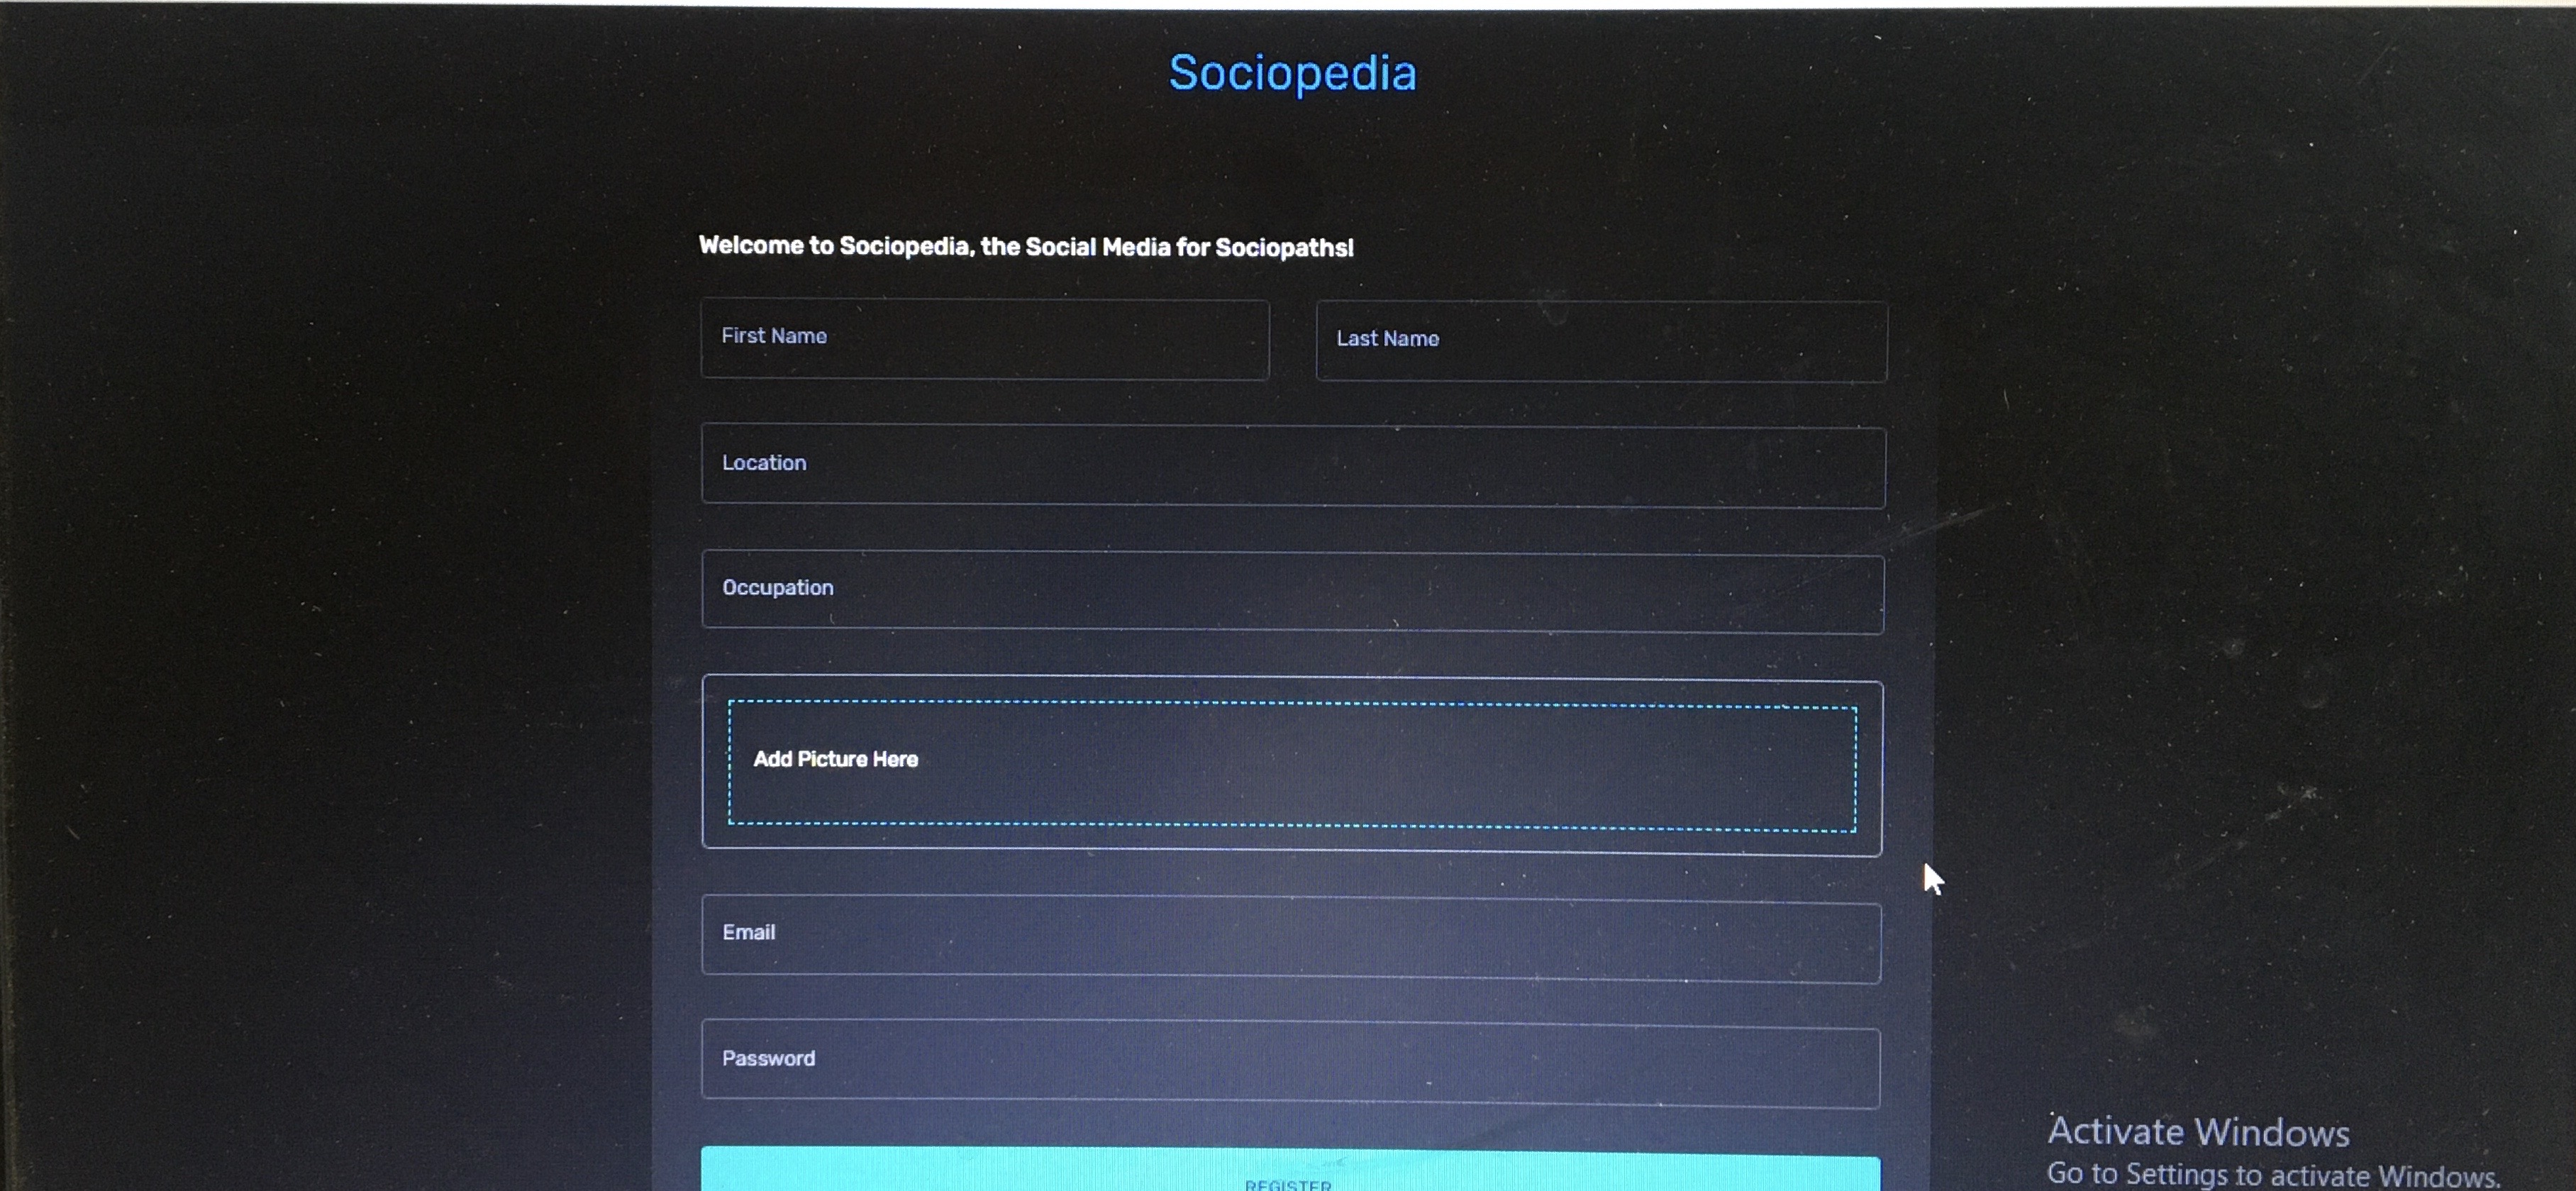 Sociopedia
Welcome to Sociopedia, the Social Media for Sociopaths!
First Name
Last Name
Location
Occupation
Add Picture Here
Email
Password
REGISTER
Activate Windows
Go to Settings to activate Windows.